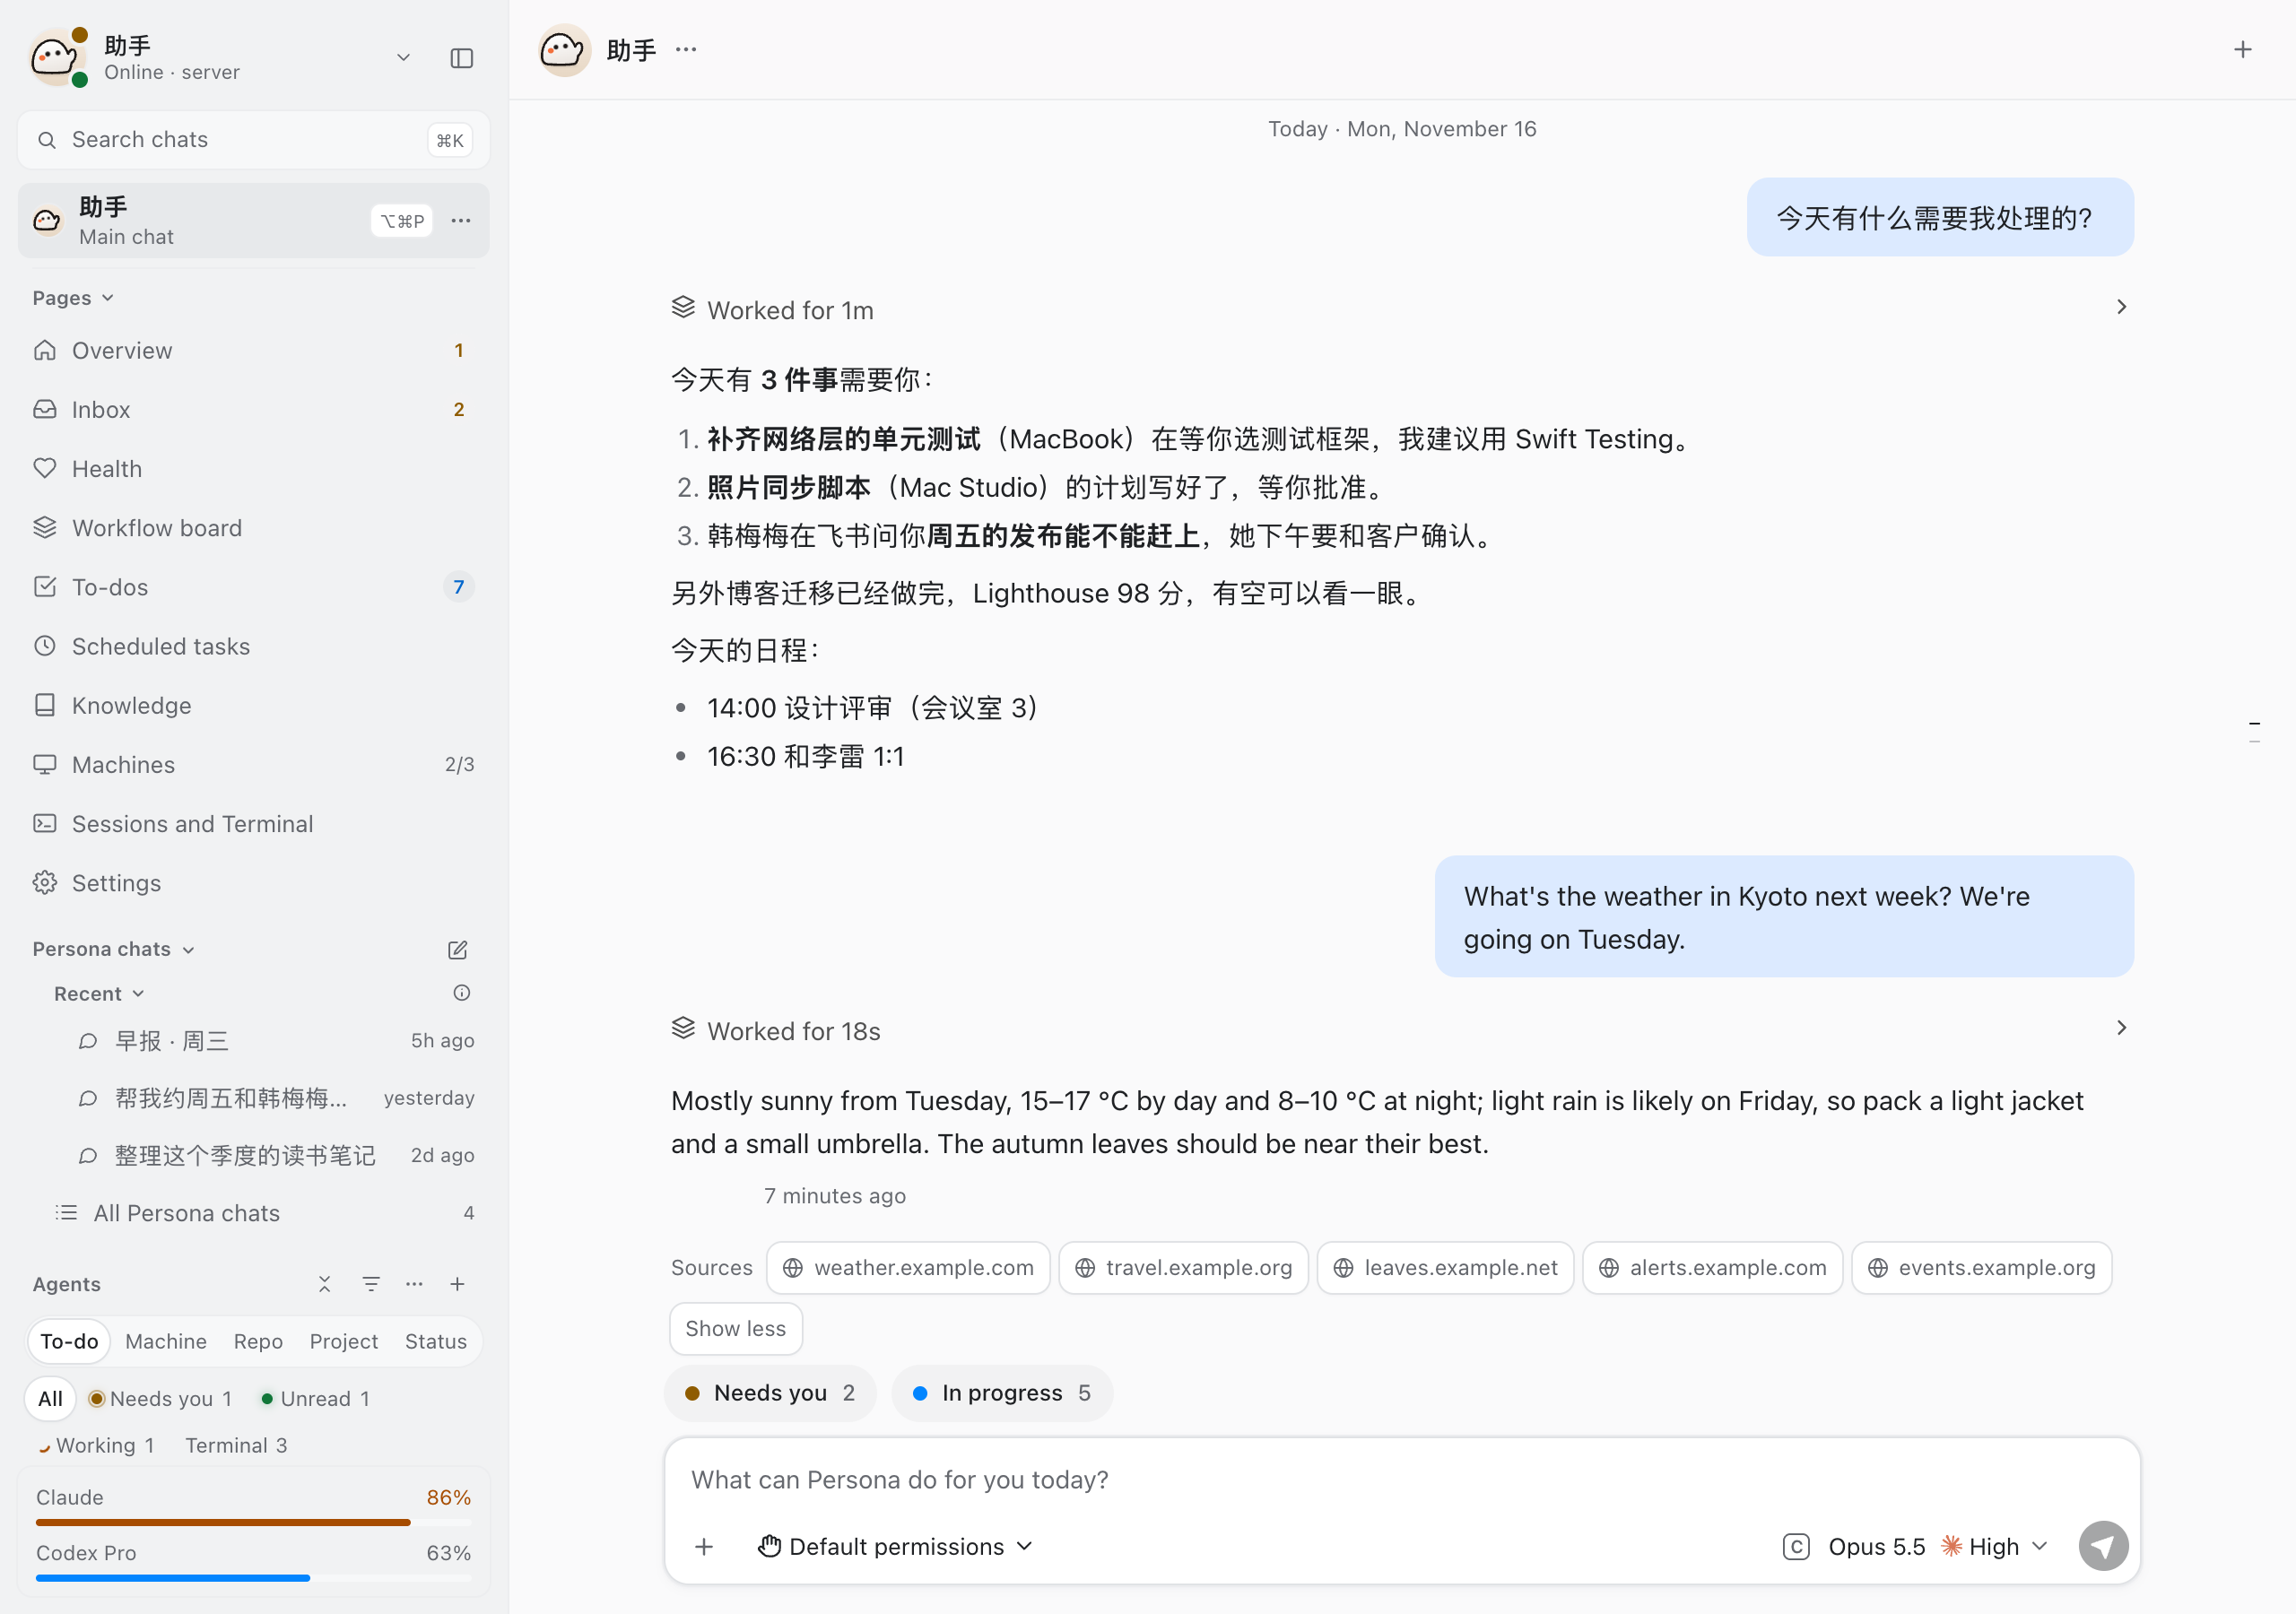 助手
Online · server
Search chats
⌘K
助手
Main chat
⌥⌘P
Pages
Overview
1
Inbox
2
Health
Workflow board
To-dos
7
Scheduled tasks
Knowledge
Machines
2/3
Sessions and Terminal
Settings
Persona chats
Recent
早报 · 周三
5h ago
帮我约周五和韩梅梅...
yesterday
整理这个季度的读书笔记
2d ago
All Persona chats
4
Agents
To-do Machine Repo Project Status
All Needs you 1 Unread 1
Working 1 Terminal 3
Claude
86%
Codex Pro
63%
助手
Today · Mon, November 16
今天有什么需要我处理的?
Worked for 1m
今天有 3 件事需要你：
1. 补齐网络层的单元测试（MacBook）在等你选测试框架，我建议用 Swift Testing。
2. 照片同步脚本（Mac Studio）的计划写好了，等你批准。
3. 韩梅梅在飞书问你周五的发布能不能赶上，她下午要和客户确认。
另外博客迁移已经做完，Lighthouse 98 分，有空可以看一眼。
今天的日程：
• 14:00 设计评审（会议室 3）
• 16:30 和李雷 1:1
What's the weather in Kyoto next week? We're
going on Tuesday.
Worked for 18s
Mostly sunny from Tuesday, 15–17 °C by day and 8–10 °C at night; light rain is likely on Friday, so pack a light jacket
and a small umbrella. The autumn leaves should be near their best.
7 minutes ago
Sources weather.example.com travel.example.org leaves.example.net alerts.example.com events.example.org
Show less
Needs you 2 In progress 5
What can Persona do for you today?
Default permissions
C Opus 5.5 High